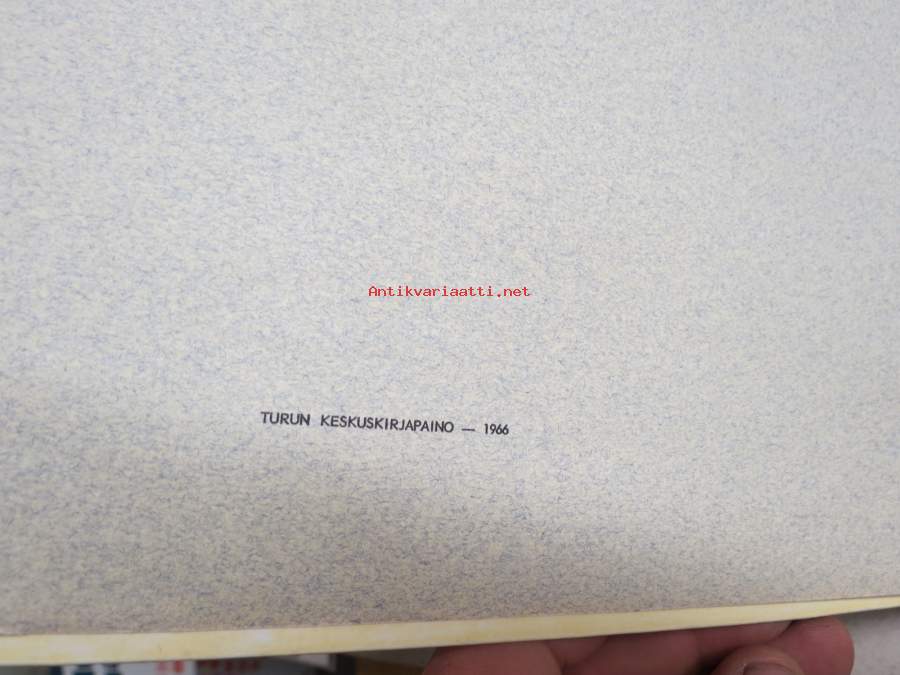 Antikvariaatti.net
TURUN KESKUSKIRJAPAINO — 1966